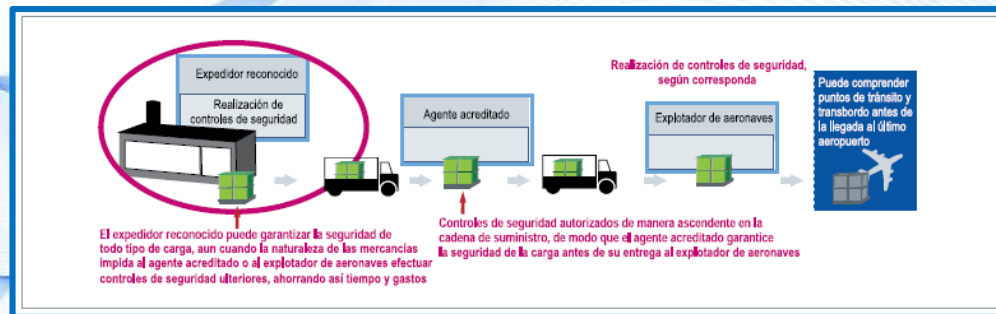 Expedidor reconocido
Realización de
controles de seguridad
El expedidor reconocido puede garantizar la seguridad de
todo tipo de carga, aun cuando la naturaleza de las mercancías
impida al agente acreditado o al explotador de aeronaves efectuar
controles de seguridad ulteriores, ahorrando así tiempo y gastos
Agente acreditado
Controles de seguridad autorizados de manera ascendente en la
cadena de suministro, de modo que el agente acreditado garantice
la seguridad de la carga antes de su entrega al explotador de aeronaves
Realización de controles de seguridad,
según corresponda
Explotador de aeronaves
Puede comprender
puntos de tránsito y
transbordo antes de
la llegada al último
aeropuerto